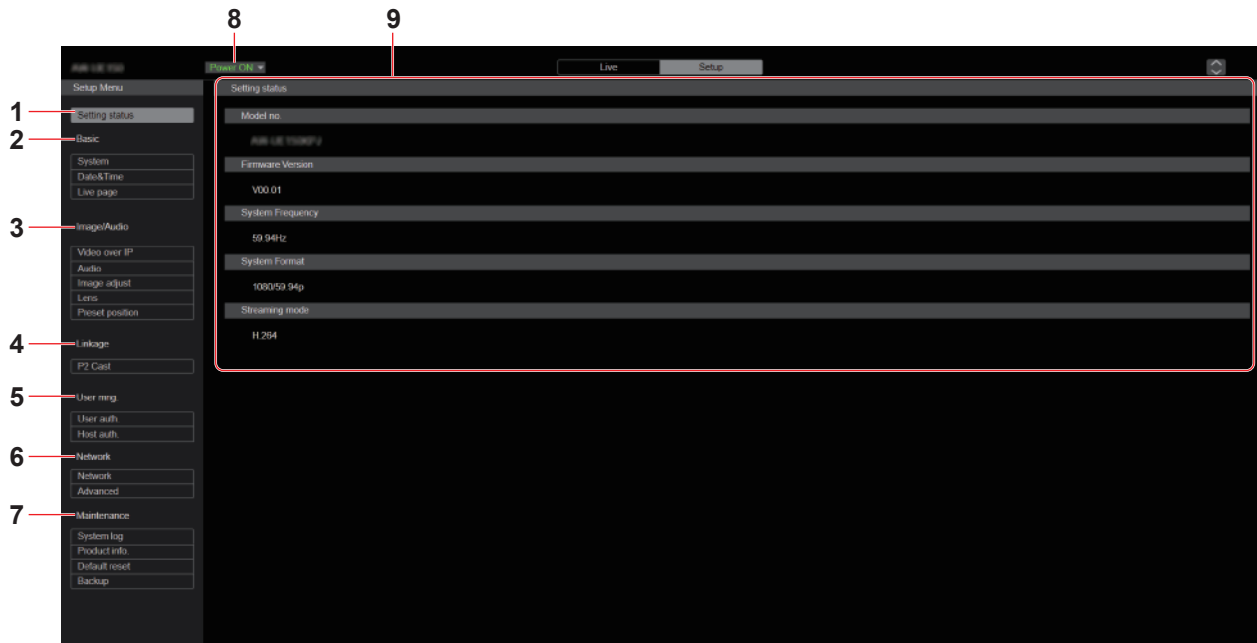 8
9
Power ON
Live
Setup
Setup Menu
Setting status
1
Setting status
Model no.
2
Basic
System
Firmware Version
Date&Time
Live page
V00.01
System Frequency
3
Image/Audio
59.94Hz
Video over IP
System Format
Audio
Image adjust
1080/59.94p
Lens
Preset position
Streaming mode
H.264
4
Linkage
P2 Cast
5
User mng.
User auth.
Host auth.
6
Network
Network
Advanced
7
Maintenance
System log
Product info.
Default reset
Backup